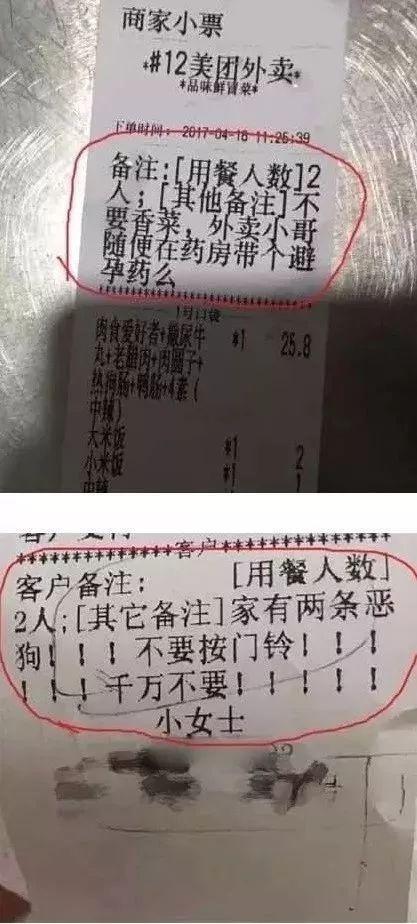 商家小票
#12美团外卖
*品味鲜冒菜*
下单时间: 2017-04-18 11:25:39
备注:[用餐人数]2
人;[其他备注]不
要香菜，外卖小哥
随便在药房带个避
孕药么
1号口袋
肉食爱好者+撒尿牛 *1 25.8
丸+老腊肉+肉圆子+
热狗肠+鸭肠+4素(
中辣)
大米饭 *1 2
小米饭 *1 1
客户
客户备注: [用餐人数]
2人;[其它备注]家有两条恶
狗！！！不要按门铃！！！
！！！千万不要！！！！！
小女士